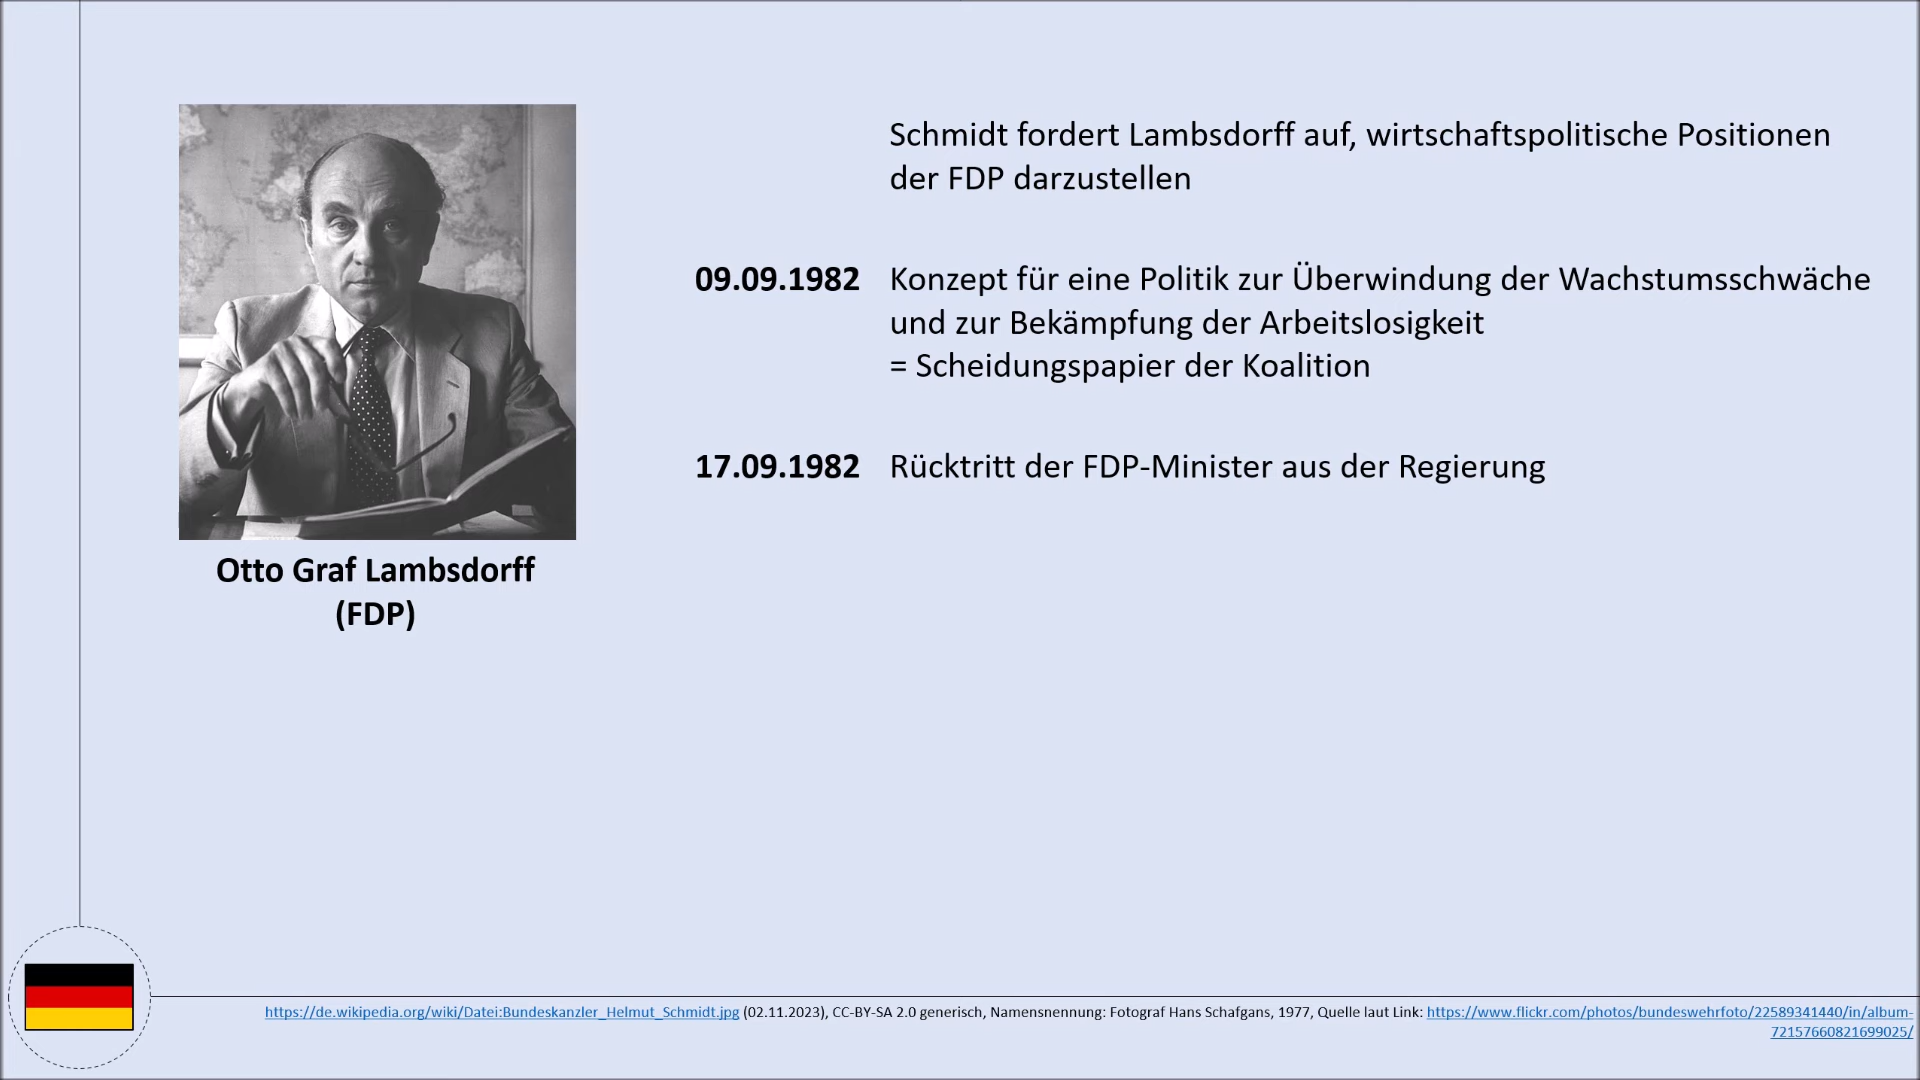 Schmidt fordert Lambsdorff auf, wirtschaftspolitische Positionen
der FDP darzustellen
09.09.1982 Konzept für eine Politik zur Überwindung der Wachstumsschwäche
und zur Bekämpfung der Arbeitslosigkeit
= Scheidungspapier der Koalition
17.09.1982 Rücktritt der FDP-Minister aus der Regierung
Otto Graf Lambsdorff
(FDP)
https://de.wikipedia.org/wiki/Datei:Bundeskanzler_Helmut_Schmidt.jpg (02.11.2023), CC-BY-SA 2.0 generisch, Namensnennung: Fotograf Hans Schafgans, 1977, Quelle laut Link: https://www.flickr.com/photos/bundeswehrfoto/22589341440/in/album-
72157660821699025/